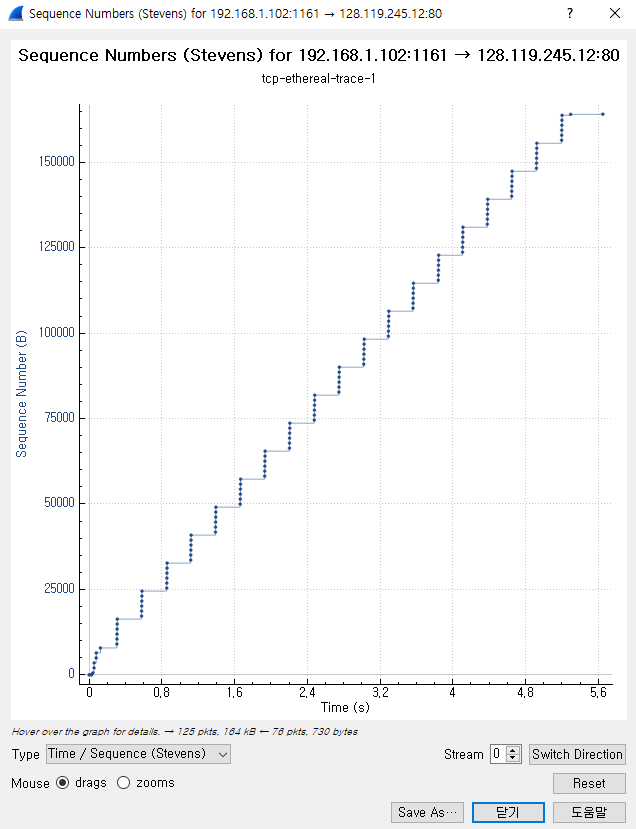 Sequence Numbers (Stevens) for 192.168.1.102:1161 → 128.119.245.12:80
?
Sequence Numbers (Stevens) for 192.168.1.102:1161 → 128.119.245.12:80
tcp-ethereal-trace-1
150000
125000
100000
75000
50000
25000
0
Sequence Number (B)
0 0,8 1,6 2,4 3,2 4 4,8 5,6
Time (s)
Hover over the graph for details. → 125 pkts, 164 kB ← 76 pkts, 730 bytes
Type Time / Sequence (Stevens) Stream 0 Switch Direction
Mouse drags zooms Reset
Save As… 닫기 도움말